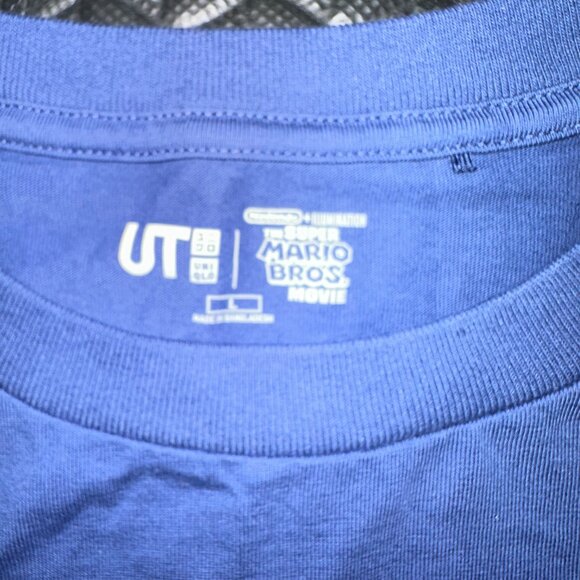 UT
ユニ
クロ
UNI
QLO
L
MADE IN BANGLADESH
Nintendo + ILLUMINATION
THE SUPER
MARIO
BROS.
MOVIE